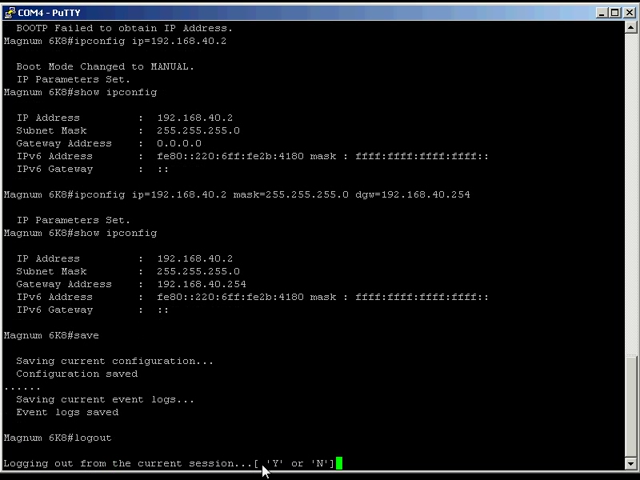 COM4 - PuTTY
BOOTP Failed to obtain IP Address.
Magnum 6K8#ipconfig ip=192.168.40.2
Boot Mode Changed to MANUAL.
IP Parameters Set.
Magnum 6K8#show ipconfig
IP Address : 192.168.40.2
Subnet Mask : 255.255.255.0
Gateway Address : 0.0.0.0
IPv6 Address : fe80::220:6ff:fe2b:4180 mask : ffff:ffff:ffff:ffff::
IPv6 Gateway : ::
Magnum 6K8#ipconfig ip=192.168.40.2 mask=255.255.255.0 dgw=192.168.40.254
IP Parameters Set.
Magnum 6K8#show ipconfig
IP Address : 192.168.40.2
Subnet Mask : 255.255.255.0
Gateway Address : 192.168.40.254
IPv6 Address : fe80::220:6ff:fe2b:4180 mask : ffff:ffff:ffff:ffff::
IPv6 Gateway : ::
Magnum 6K8#save
Saving current configuration...
Configuration saved
......
Saving current event logs...
Event logs saved
Magnum 6K8#logout
Logging out from the current session...[ 'Y' or 'N']